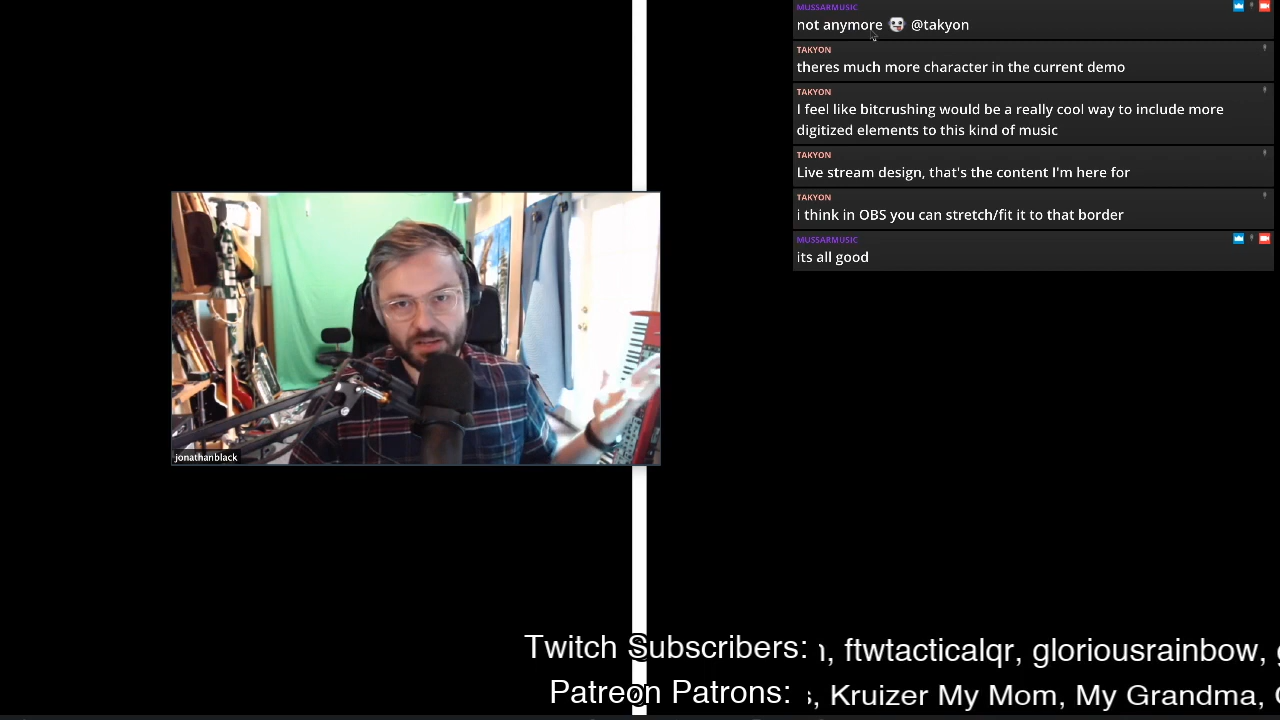 MUSSARMUSIC
not anymore @takyon
TAKYON
theres much more character in the current demo
TAKYON
I feel like bitcrushing would be a really cool way to include more
digitized elements to this kind of music
TAKYON
Live stream design, that's the content I'm here for
TAKYON
i think in OBS you can stretch/fit it to that border
MUSSARMUSIC
its all good
jonathanblack
Twitch Subscribers: ftwtacticalqr, gloriousrainbow,
Patreon Patrons: , Kruizer My Mom, My Grandma,